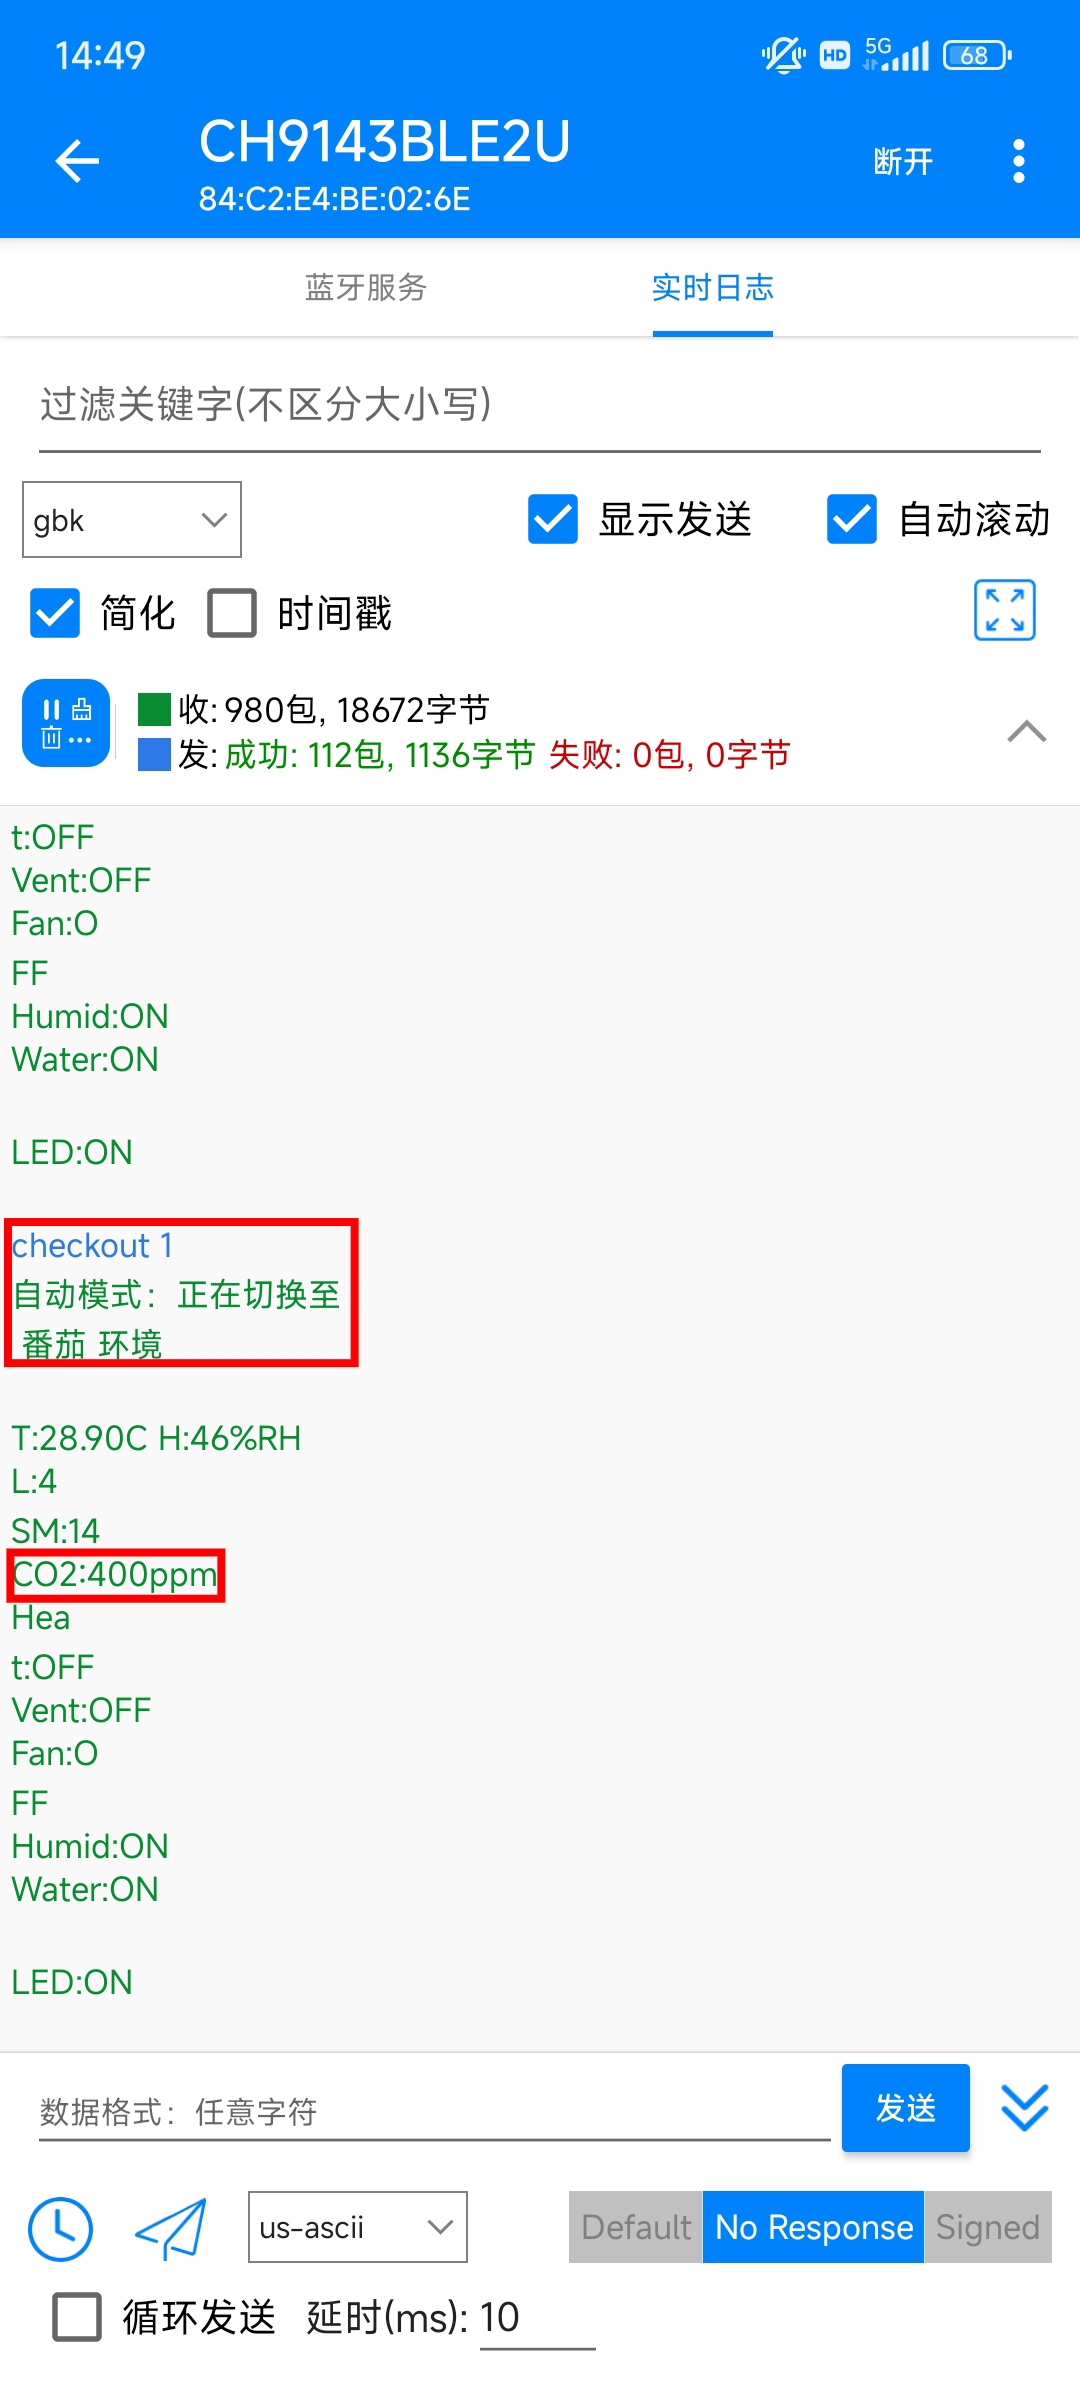 14:49
HD 5G 68
CH9143BLE2U
84:C2:E4:BE:02:6E
断开
蓝牙服务 实时日志
过滤关键字(不区分大小写)
gbk 显示发送 自动滚动
简化 时间戳
收: 980包, 18672字节
发: 成功: 112包, 1136字节 失败: 0包, 0字节
t:OFF
Vent:OFF
Fan:O
FF
Humid:ON
Water:ON
LED:ON
checkout 1
自动模式：正在切换至
番茄 环境
T:28.90C H:46%RH
L:4
SM:14
CO2:400ppm
Hea
t:OFF
Vent:OFF
Fan:O
FF
Humid:ON
Water:ON
LED:ON
数据格式：任意字符 发送
us-ascii Default No Response Signed
循环发送 延时(ms): 10